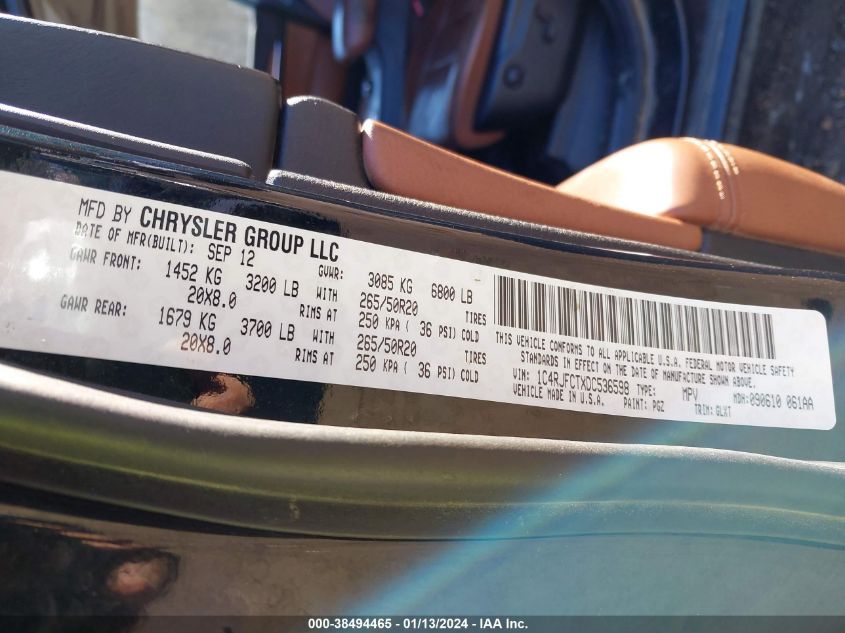 MFD BY CHRYSLER GROUP LLC
DATE OF MFR(BUILT): SEP 12 GVWR: 3085 KG 6800 LB
GAWR FRONT: 1452 KG 3200 LB WITH 265/50R20 TIRES
20X8.0 RIMS AT 250 KPA ( 36 PSI) COLD
GAWR REAR: 1679 KG 3700 LB WITH 265/50R20 TIRES
20X8.0 RIMS AT 250 KPA ( 36 PSI) COLD
THIS VEHICLE CONFORMS TO ALL APPLICABLE U.S.A. FEDERAL MOTOR VEHICLE SAFETY
STANDARDS IN EFFECT ON THE DATE OF MANUFACTURE SHOWN ABOVE.
VIN: 1C4RJFCTXDC536598 TYPE: MPV MDH:090610 061AA
VEHICLE MADE IN U.S.A. PAINT: PGZ TRIM: GLXT
000-38494465 - 01/13/2024 - IAA Inc.